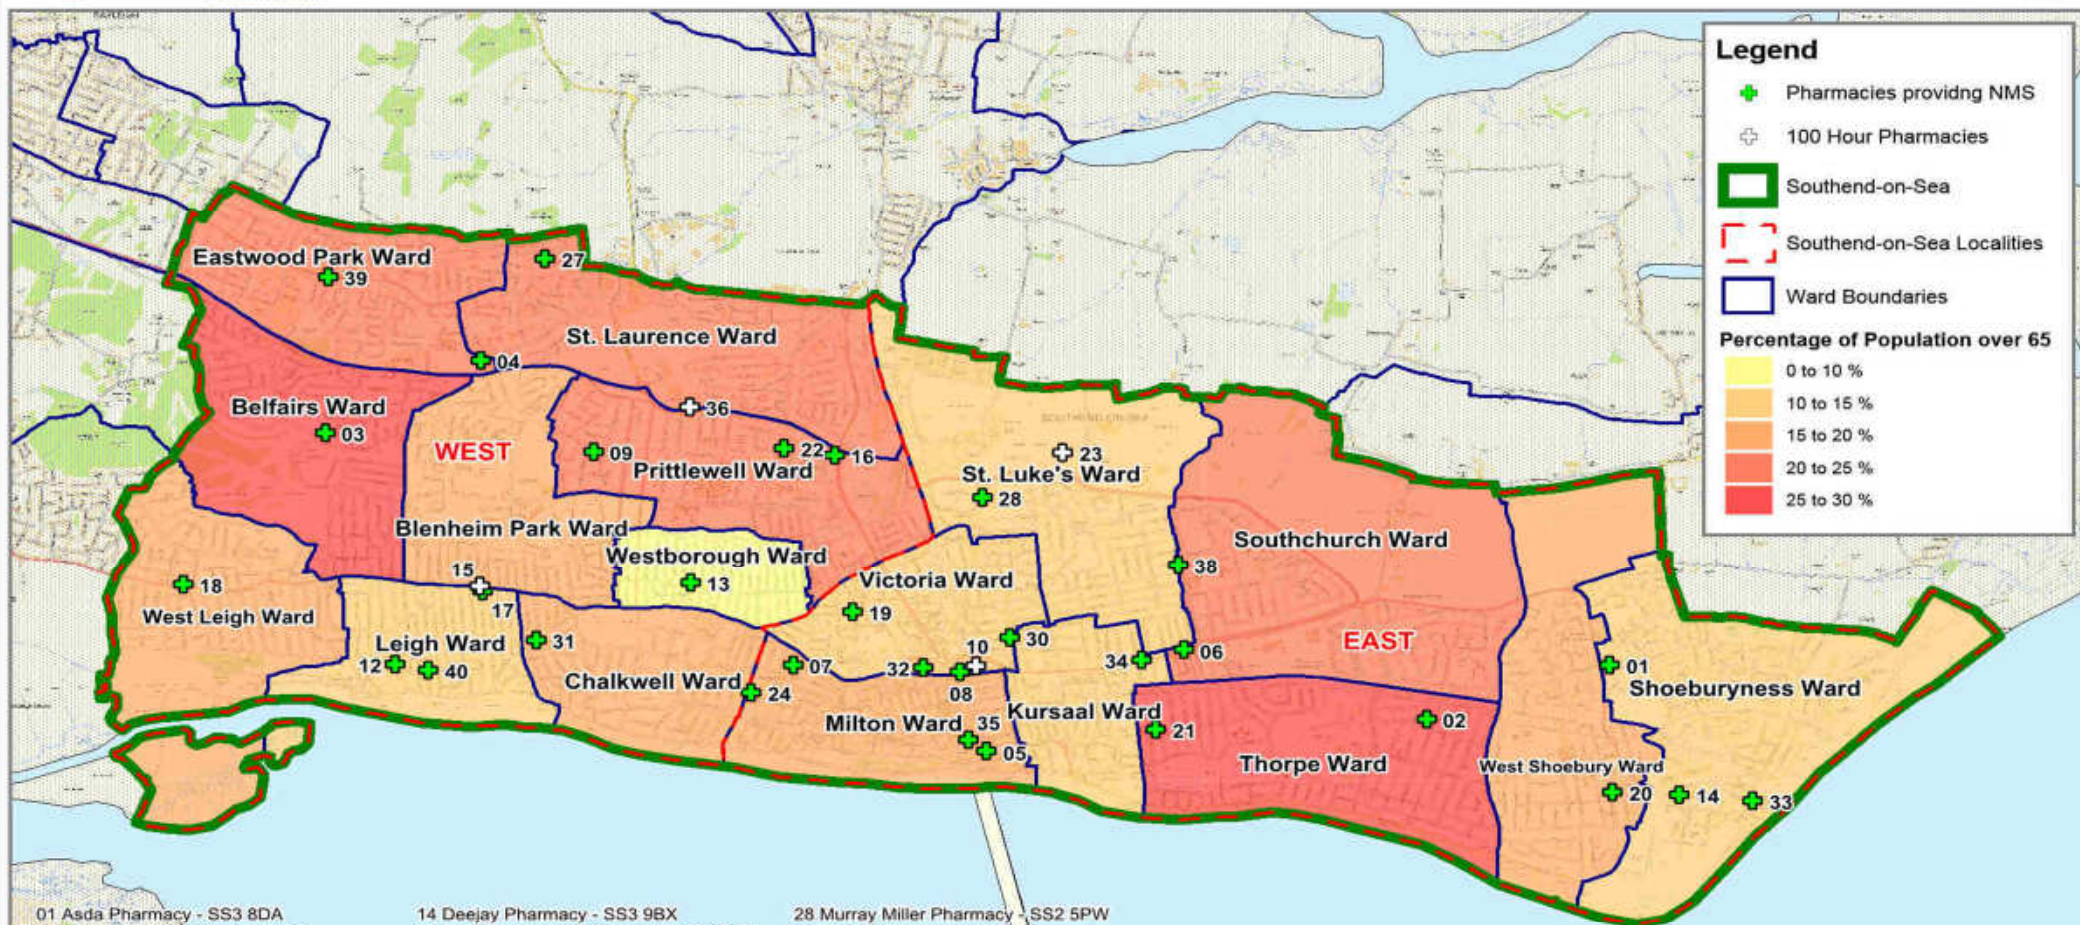 Legend
Pharmacies providng NMS
100 Hour Pharmacies
Southend-on-Sea
Southend-on-Sea Localities
Ward Boundaries
Percentage of Population over 65
0 to 10 %
10 to 15 %
15 to 20 %
20 to 25 %
25 to 30 %
Eastwood Park Ward
39
27
St. Laurence Ward
04
Belfairs Ward
03
36
WEST
09
22
16
Prittlewell Ward
23
St. Luke's Ward
28
Blenheim Park Ward
Southchurch Ward
Westborough Ward
13
38
15
17
Victoria Ward
18
West Leigh Ward
19
Leigh Ward
31
12
40
30
10
07
32
08
34
06
EAST
01
Chalkwell Ward
24
Shoeburyness Ward
Milton Ward
35
05
Kursaal Ward
21
02
Thorpe Ward
West Shoebury Ward
20
14
33
01 Asda Pharmacy - SS3 8DA
14 Deejay Pharmacy - SS3 9BX
28 Murray Miller Pharmacy - SS2 5PW